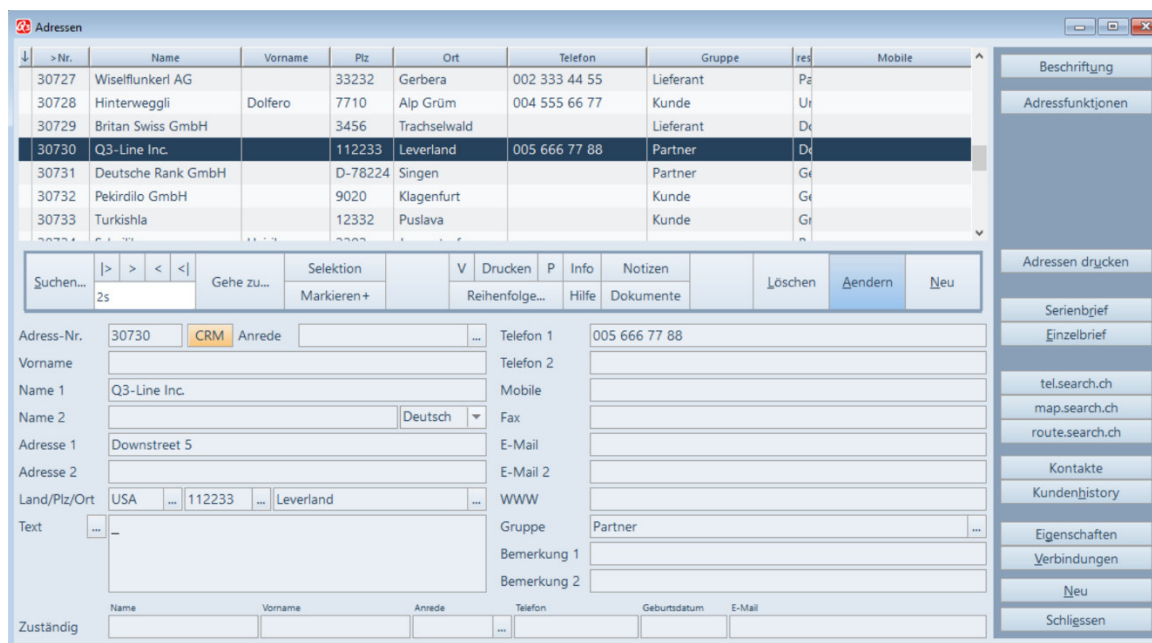 Adressen
>Nr. Name Vorname Plz Ort Telefon Gruppe res Mobile
30727 Wiselflunkerl AG 33232 Gerbera 002 333 44 55 Lieferant Pa
30728 Hinterweggli Dolfero 7710 Alp Grüm 004 555 66 77 Kunde Ur
30729 Britan Swiss GmbH 3456 Trachselwald Lieferant De
30730 Q3-Line Inc. 112233 Leverland 005 666 77 88 Partner De
30731 Deutsche Rank GmbH D-78224 Singen Partner Ge
30732 Pekirdilo GmbH 9020 Klagenfurt Kunde Ge
30733 Turkishla 12332 Puslava Kunde Gr
Suchen... |> > < <| Gehe zu... Selektion V Drucken P Info Notizen Löschen Aendern Neu
2s Markieren+ Reihenfolge... Hilfe Dokumente
Adress-Nr. 30730 CRM Anrede ... Telefon 1 005 666 77 88
Vorname Telefon 2
Name 1 Q3-Line Inc. Mobile
Name 2 Deutsch Fax
Adresse 1 Downstreet 5 E-Mail
Adresse 2 E-Mail 2
Land/Plz/Ort USA ... 112233 ... Leverland ... WWW
Text ... _ Gruppe Partner ...
Bemerkung 1
Bemerkung 2
Name Vorname Anrede Telefon Geburtsdatum E-Mail
Zuständig ...
Beschriftung
Adressfunktionen
Adressen drucken
Serienbrief
Einzelbrief
tel.search.ch
map.search.ch
route.search.ch
Kontakte
Kundenhistory
Eigenschaften
Verbindungen
Neu
Schliessen